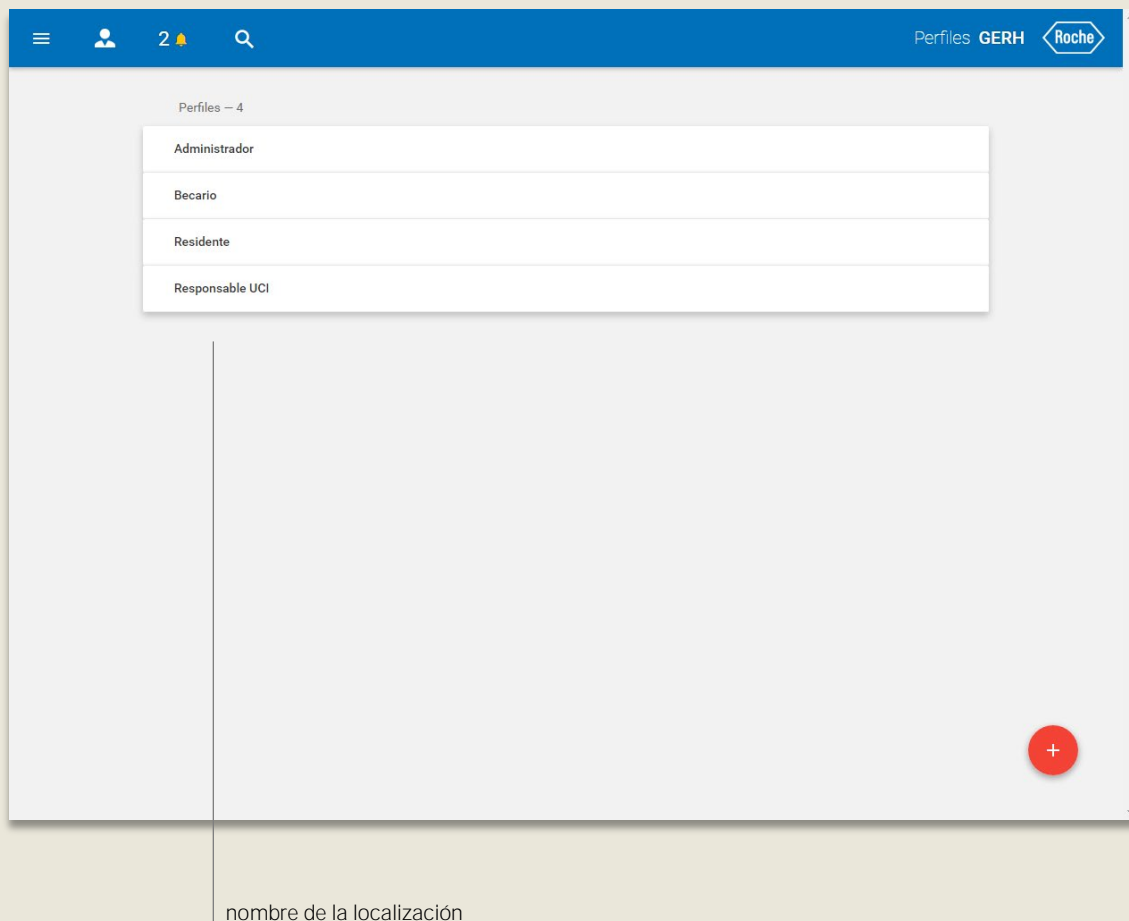 2
Perfiles GERH
Roche
Perfiles — 4
Administrador
Becario
Residente
Responsable UCI
nombre de la localización